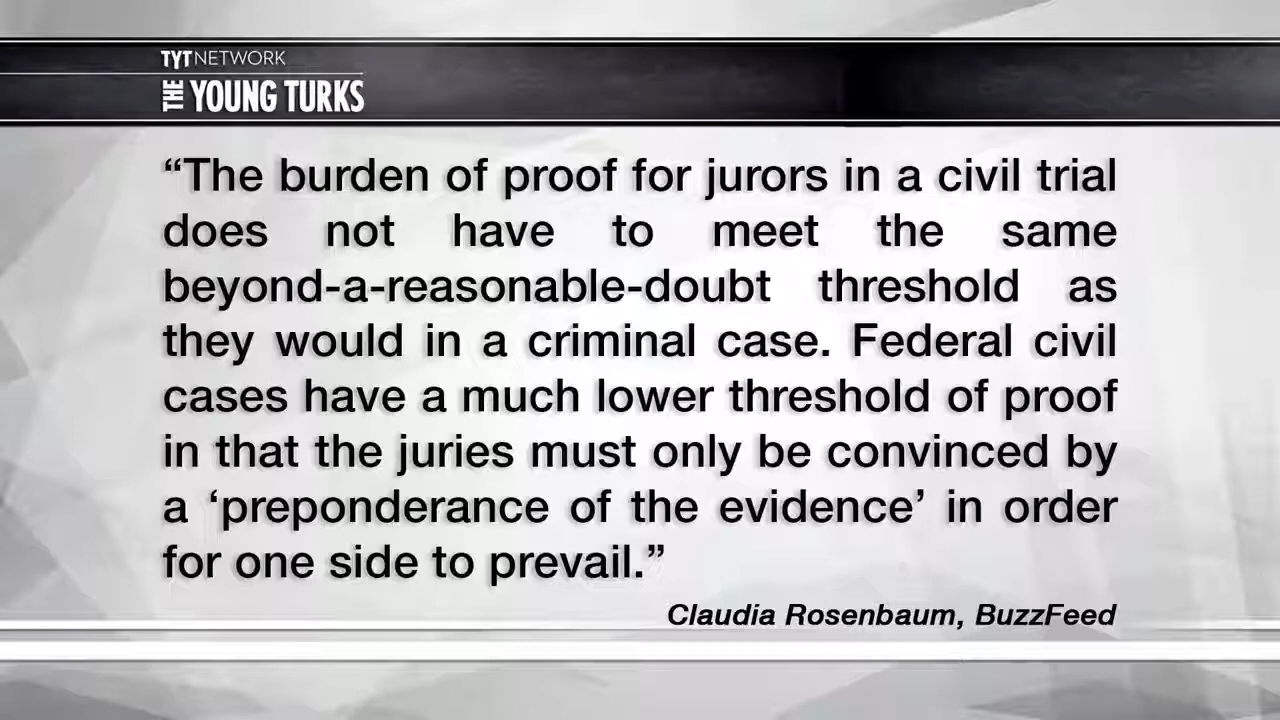 TYT NETWORK
THE YOUNG TURKS
“The burden of proof for jurors in a civil trial
does not have to meet the same
beyond-a-reasonable-doubt threshold as
they would in a criminal case. Federal civil
cases have a much lower threshold of proof
in that the juries must only be convinced by
a ‘preponderance of the evidence’ in order
for one side to prevail.”
Claudia Rosenbaum, BuzzFeed